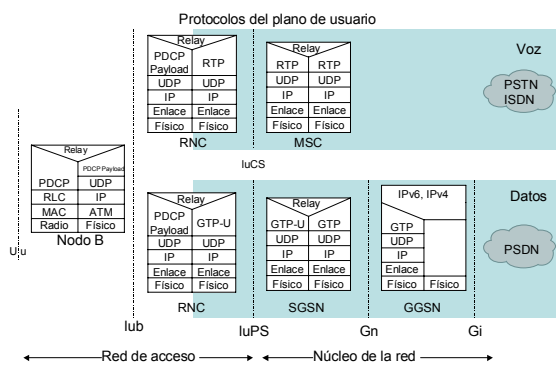 Protocolos del plano de usuario
Relay
PDCP Payload
RTP
UDP UDP
IP IP
Enlace Enlace
Físico Físico
RNC
Relay
RTP RTP
UDP UDP
IP IP
Enlace Enlace
Físico Físico
MSC
Voz
PSTN
ISDN
IuCS
Relay
PDCP Payload
PDCP UDP
RLC IP
MAC ATM
Radio Físico
Nodo B
Uu
Relay
PDCP Payload
GTP-U
UDP UDP
IP IP
Enlace Enlace
Físico Físico
RNC
Relay
GTP-U GTP
UDP UDP
IP IP
Enlace Enlace
Físico Físico
SGSN
IPv6, IPv4
GTP
UDP
IP
Enlace
Físico Físico
GGSN
Datos
PSDN
Iub
IuPS
Gn
Gi
Red de acceso
Núcleo de la red